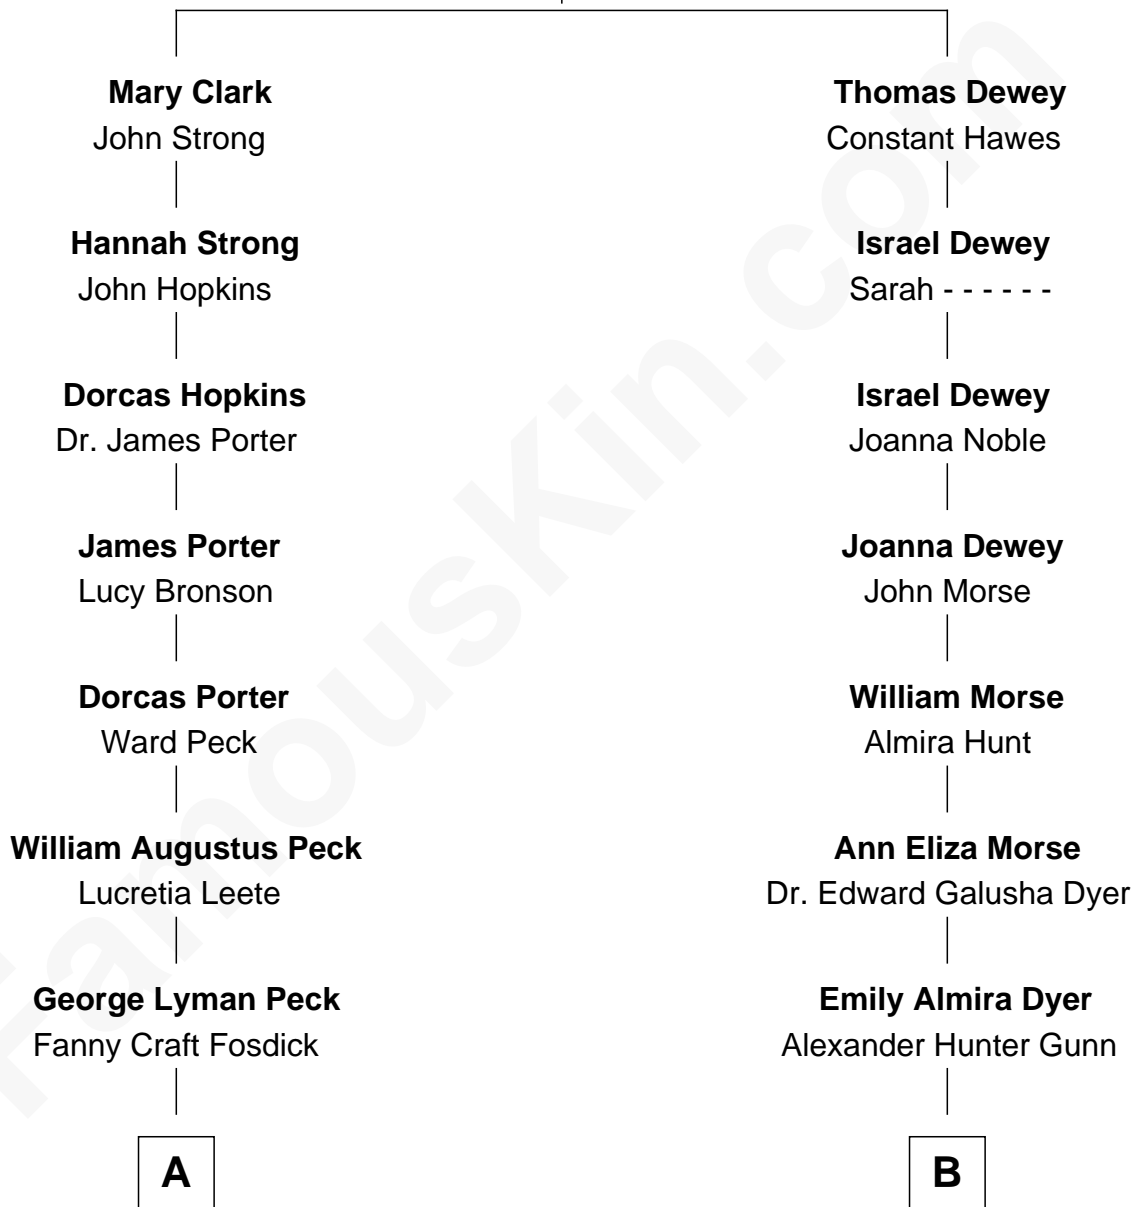 Mary Clark
John Strong
Thomas Dewey
Constant Hawes
Hannah Strong
John Hopkins
Israel Dewey
Sarah - - - - - -
Dorcas Hopkins
Dr. James Porter
Israel Dewey
Joanna Noble
James Porter
Lucy Bronson
Joanna Dewey
John Morse
Dorcas Porter
Ward Peck
William Morse
Almira Hunt
William Augustus Peck
Lucretia Leete
Ann Eliza Morse
Dr. Edward Galusha Dyer
George Lyman Peck
Fanny Craft Fosdick
Emily Almira Dyer
Alexander Hunter Gunn
A
B
FamousKin.com